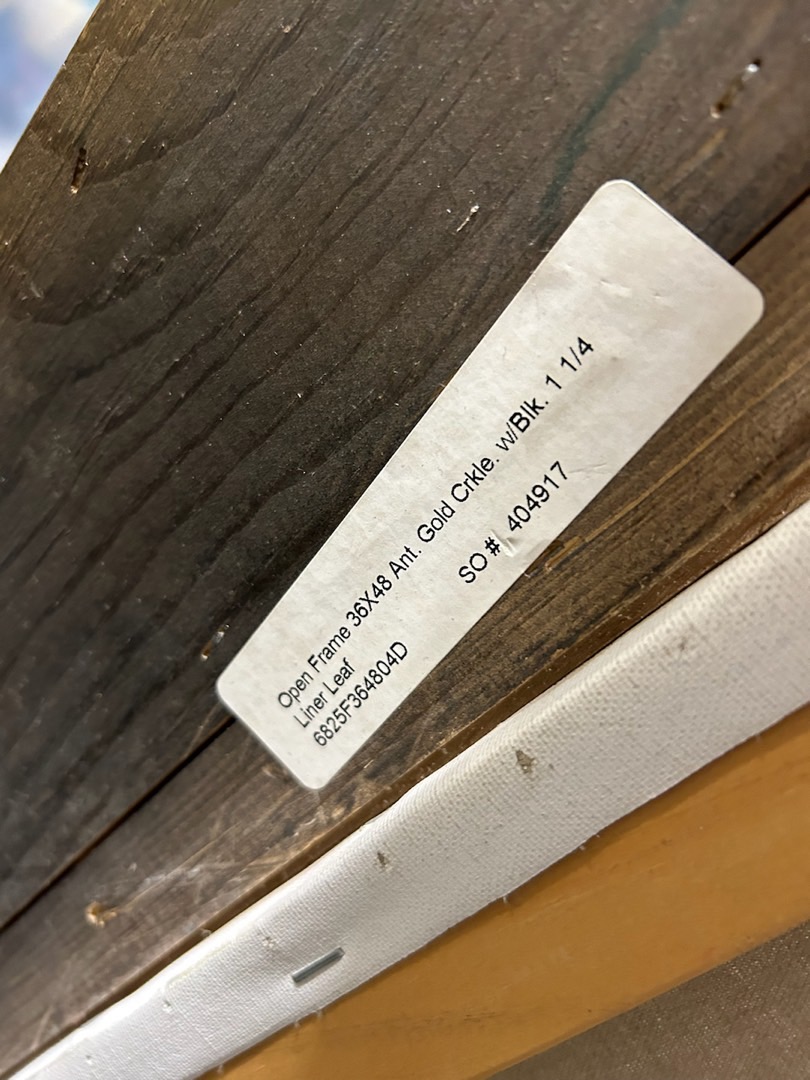 Open Frame 36X48 Ant. Gold Crkle. w/Blk. 1 1/4
Liner Leaf
6825F364804D
SO # 404917